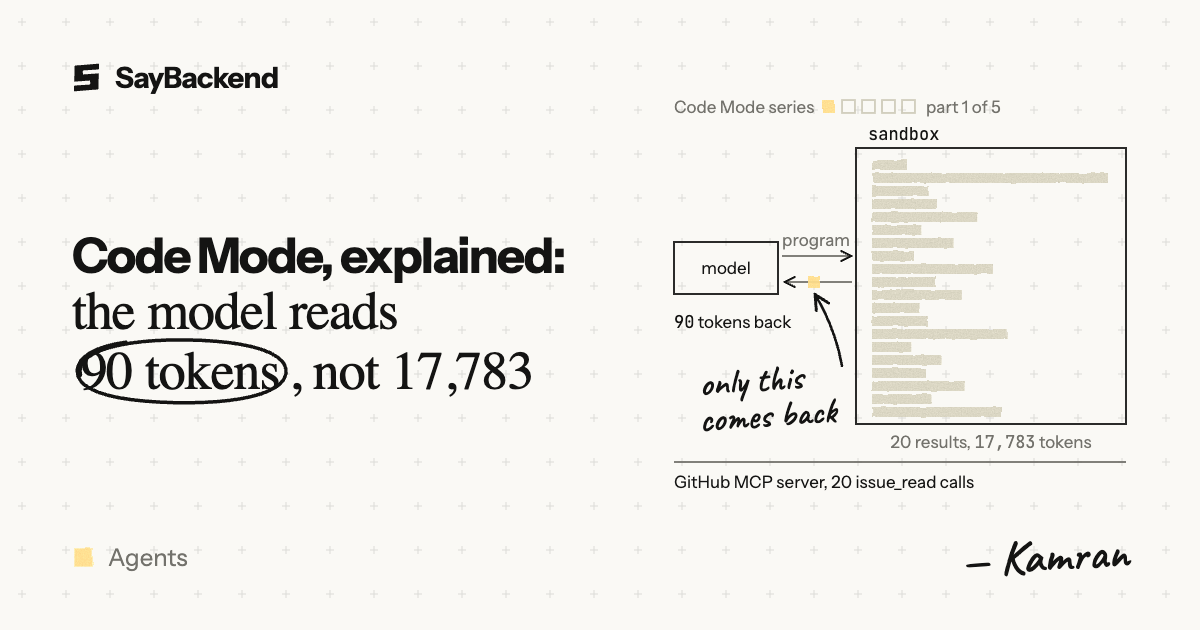 SayBackend
Code Mode, explained:
the model reads
90 tokens, not 17,783
Agents
Code Mode series part 1 of 5
sandbox
program
model
90 tokens back
only this
comes back
20 results, 17,783 tokens
GitHub MCP server, 20 issue_read calls
– Kamran